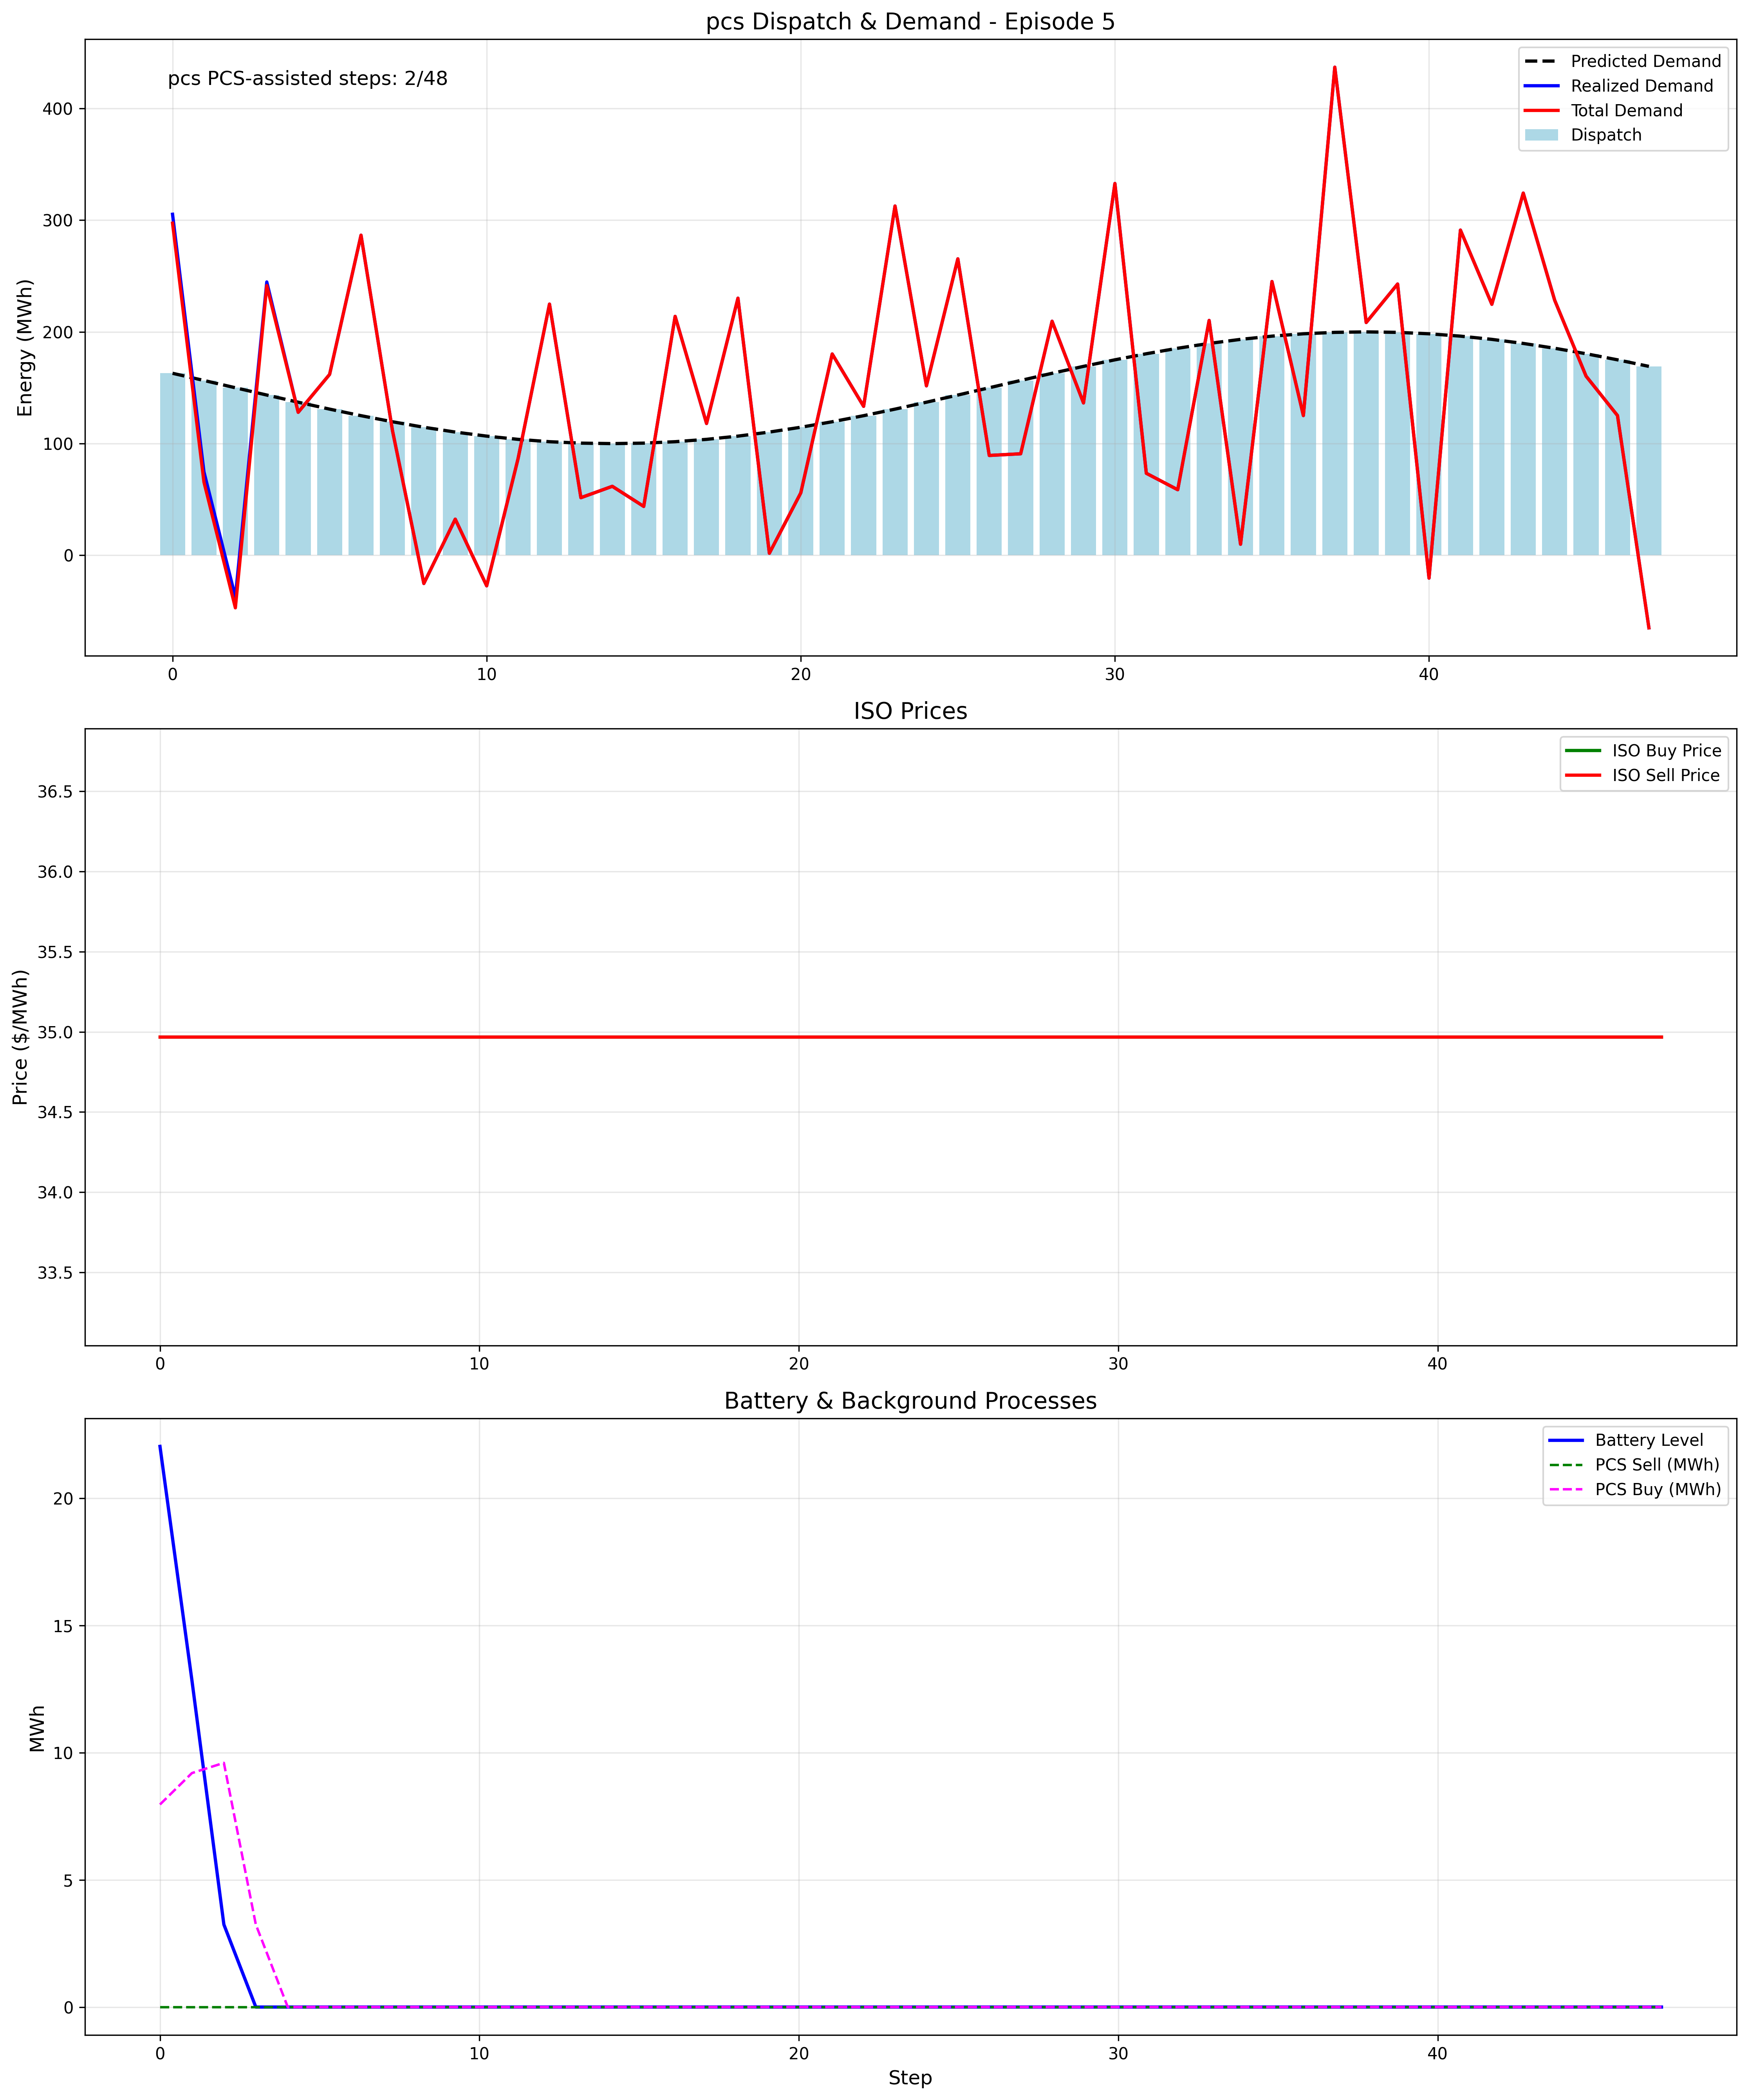 pcs Dispatch & Demand - Episode 5
pcs PCS-assisted steps: 2/48
Predicted Demand
Realized Demand
Total Demand
Dispatch
Energy (MWh)
400
300
200
100
0
0 10 20 30 40
ISO Prices
ISO Buy Price
ISO Sell Price
Price ($/MWh)
36.5
36.0
35.5
35.0
34.5
34.0
33.5
0 10 20 30 40
Battery & Background Processes
Battery Level
PCS Sell (MWh)
PCS Buy (MWh)
MWh
20
15
10
5
0
0 10 20 30 40
Step